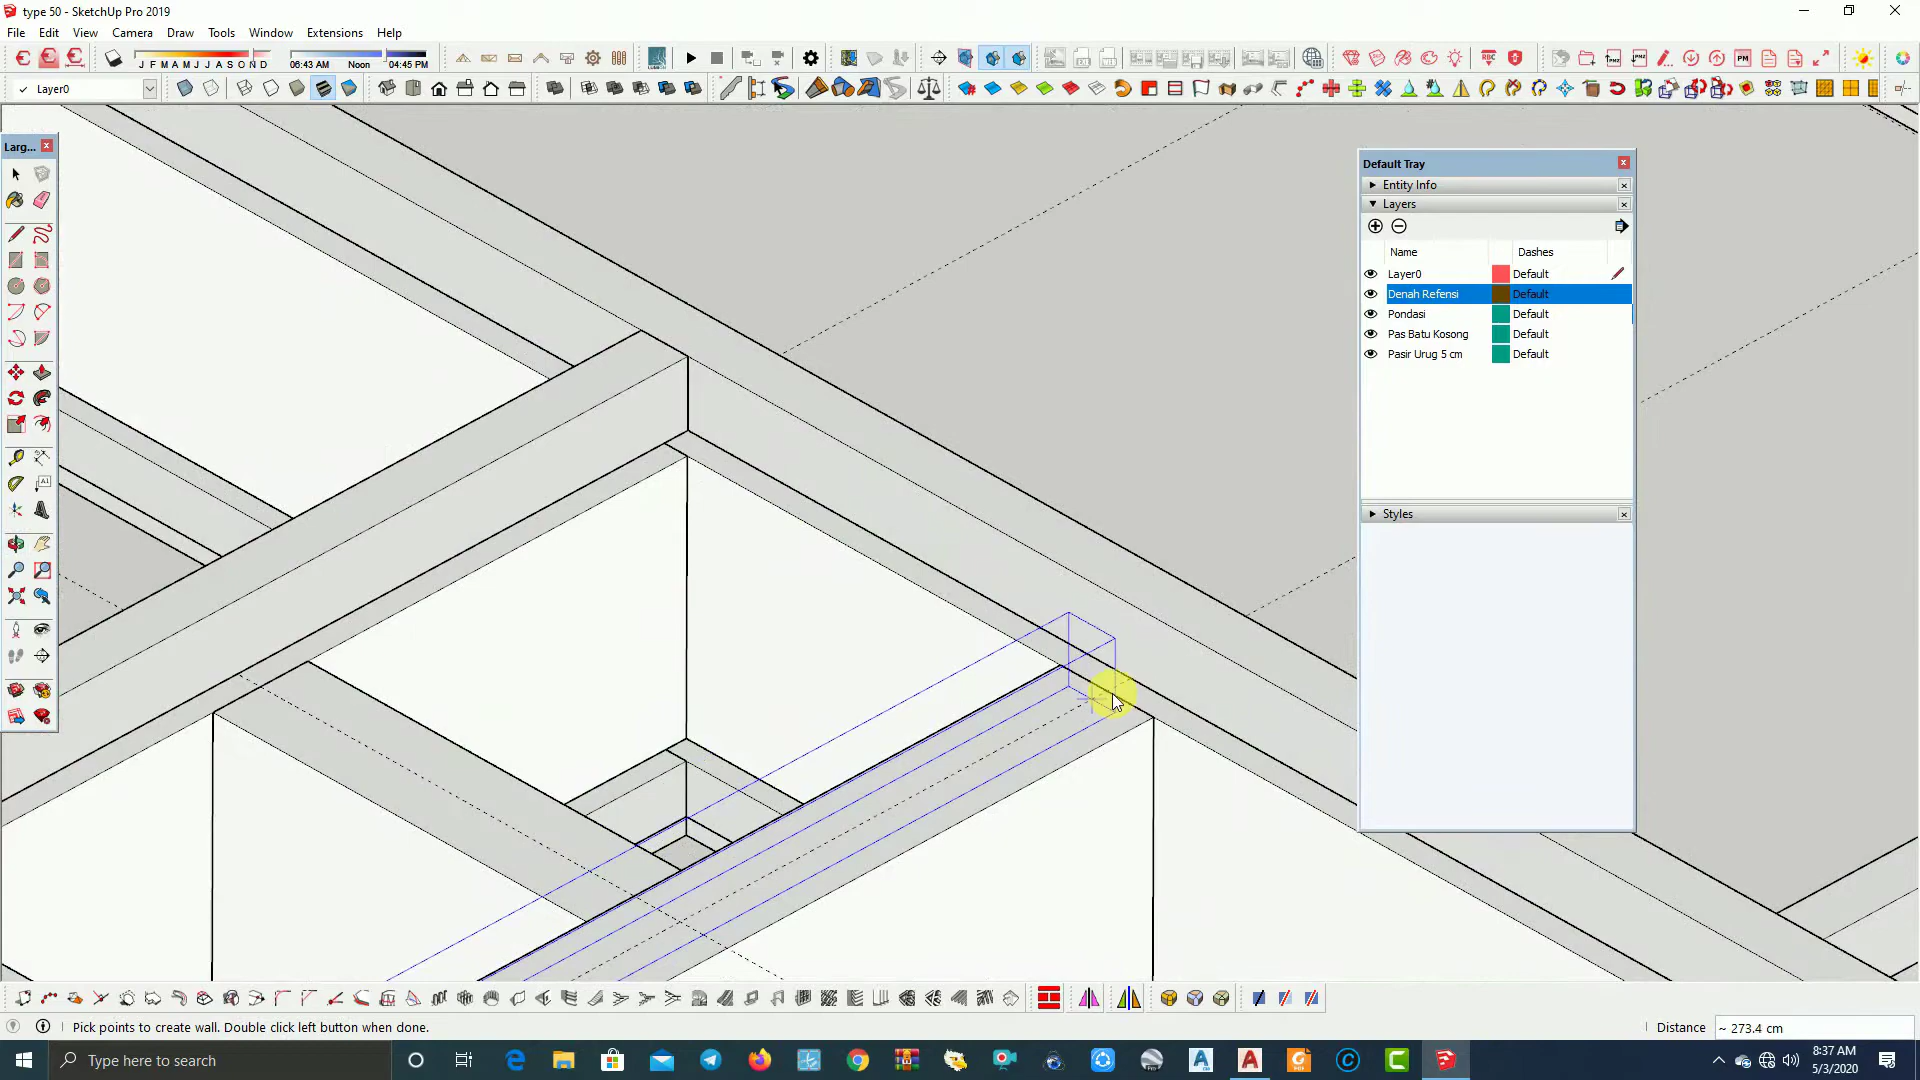 type 50 - SketchUp Pro 2019
File Edit View Camera Draw Tools Window Extensions Help
J F M A M J J A S O N D
06:43 AM Noon 04:45 PM
Layer0
Larg...
Default Tray
Entity Info
Layers
Name Dashes
Layer0 Default
Denah Refensi Default
Pondasi Default
Pas Batu Kosong Default
Pasir Urug 5 cm Default
Styles
Pick points to create wall. Double click left button when done.
Distance ~ 273.4 cm
Type here to search
8:37 AM
5/3/2020